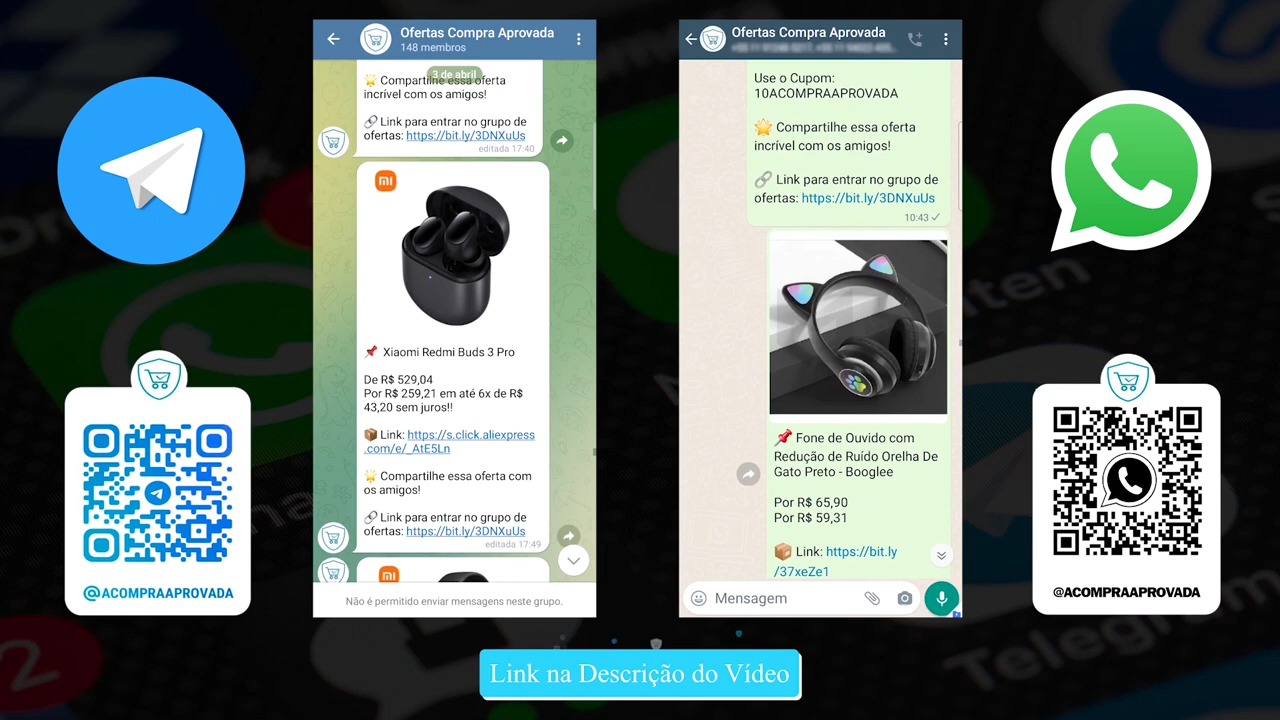 Ofertas Compra Aprovada
148 membros
3 de abril
🌟 Compartilhe essa oferta
incrível com os amigos!
🔗 Link para entrar no grupo de
ofertas: https://bit.ly/3DNXuUs
editada 17:40
mi
📌 Xiaomi Redmi Buds 3 Pro
De R$ 529,04
Por R$ 259,21 em até 6x de R$
43,20 sem juros!!
📦 Link: https://s.click.aliexpress
.com/e/_AtE5Ln
🌟 Compartilhe essa oferta com
os amigos!
🔗 Link para entrar no grupo de
ofertas: https://bit.ly/3DNXuUs
editada 17:49
mi
Não é permitido enviar mensagens neste grupo.
@ACOMPRAAPROVADA
Ofertas Compra Aprovada
Use o Cupom:
10ACOMPRAAPROVADA
🌟 Compartilhe essa oferta
incrível com os amigos!
🔗 Link para entrar no grupo de
ofertas: https://bit.ly/3DNXuUs
10:43
📌 Fone de Ouvido com
Redução de Ruído Orelha De
Gato Preto - Booglee
Por R$ 65,90
Por R$ 59,31
📦 Link: https://bit.ly
/37xeZe1
Mensagem
@ACOMPRAAPROVADA
2
Telegram
Link na Descrição do Vídeo